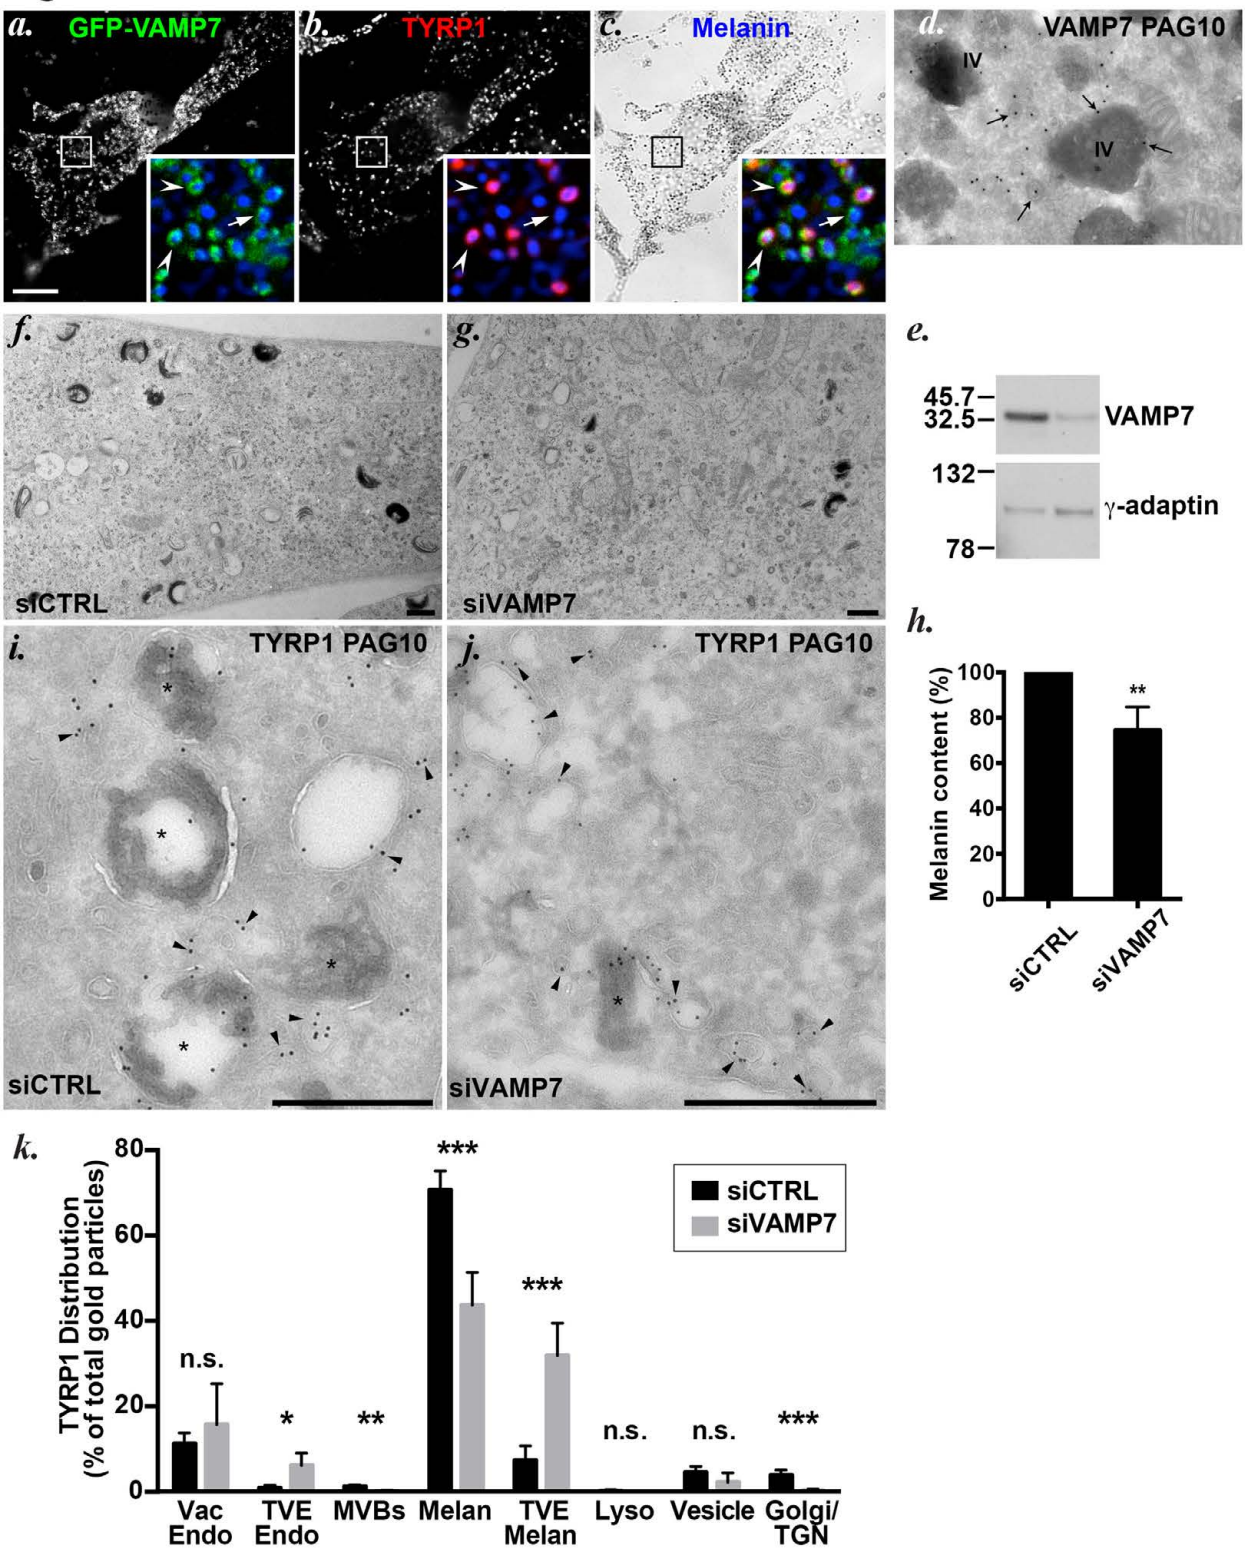 a. GFP-VAMP7
b. TYRP1
c. Melanin
d. VAMP7 PAG10
IV
IV
e.
45.7
32.5
VAMP7
132
γ-adaptin
78
f.
siCTRL
g.
siVAMP7
h.
Melanin content (%)
100
80
60
40
20
0
**
siCTRL
siVAMP7
i. TYRP1 PAG10
*
*
*
*
siCTRL
j. TYRP1 PAG10
*
siVAMP7
k.
TYRP1 Distribution
(% of total gold particles)
80
60
40
20
0
n.s.
*
**
***
***
n.s.
n.s.
***
siCTRL
siVAMP7
Vac Endo
TVE Endo
MVBs
Melan
TVE Melan
Lyso
Vesicle
Golgi/
TGN